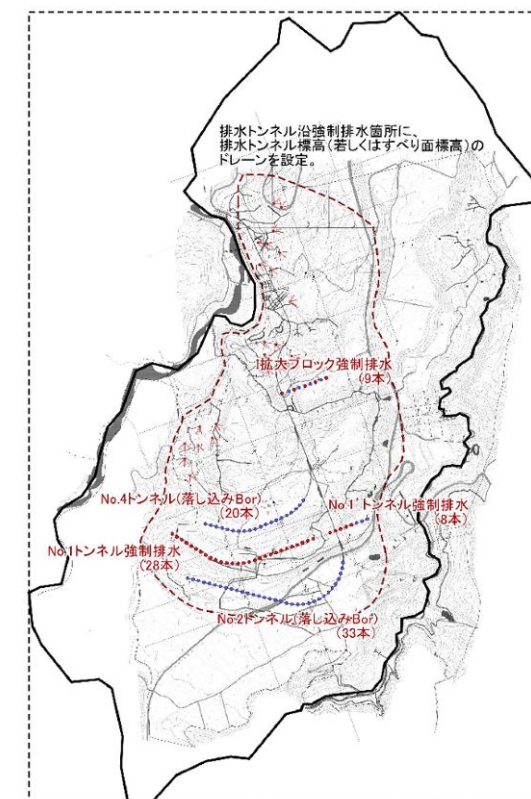 排水トンネル沿強制排水箇所に、
排水トンネル標高(若しくはすべり面標高)の
ドレーンを設定。
I拡大ブロック強制排水
(9本)
No.4トンネル(落し込みBor)
(20本)
No.1'トンネル強制排水
(8本)
No.1トンネル強制排水
(28本)
No.2トンネル(落し込みBor)
(33本)